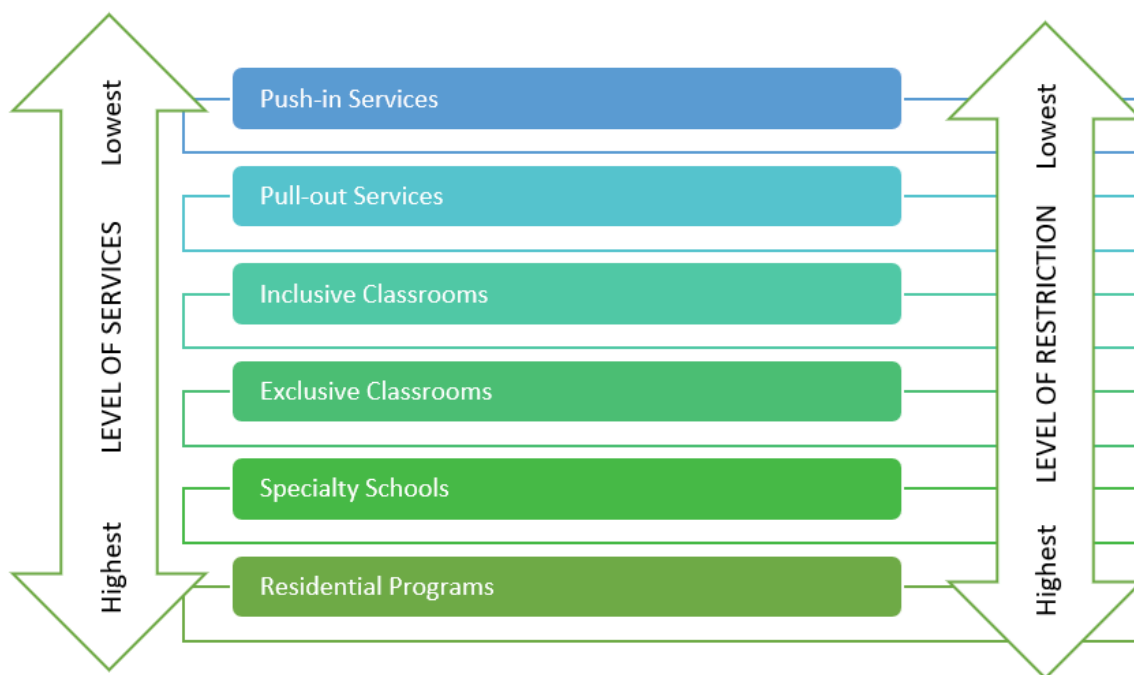 Lowest
LEVEL OF SERVICES
Highest
Push-in Services
Pull-out Services
Inclusive Classrooms
Exclusive Classrooms
Specialty Schools
Residential Programs
Lowest
LEVEL OF RESTRICTION
Highest